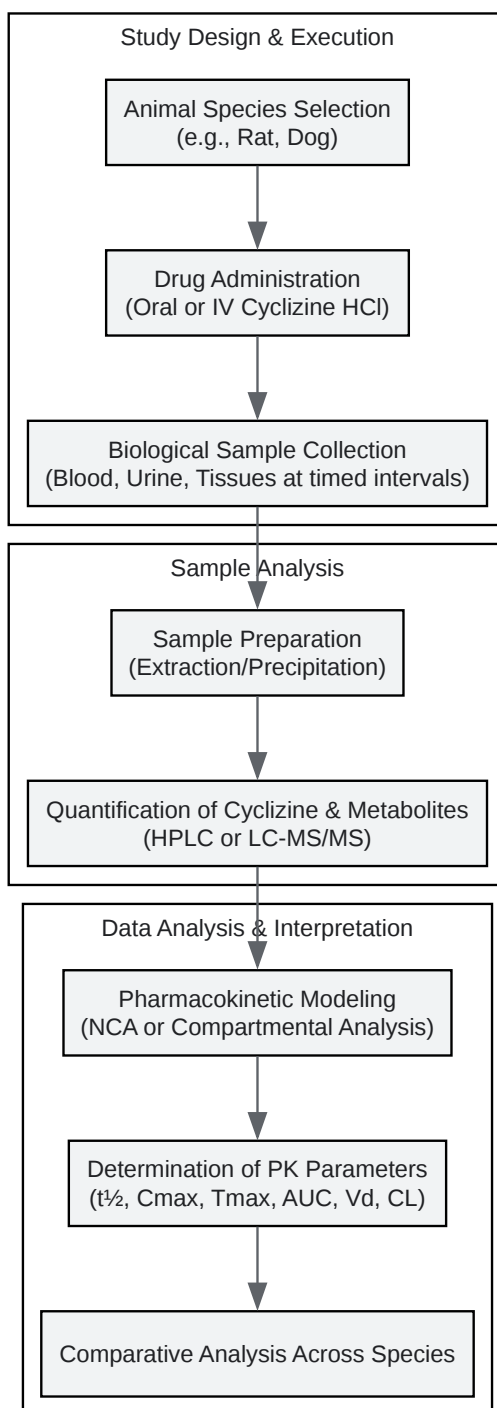 Study Design & Execution
Animal Species Selection
(e.g., Rat, Dog)
Drug Administration
(Oral or IV Cyclizine HCl)
Biological Sample Collection
(Blood, Urine, Tissues at timed intervals)
Sample Analysis
Sample Preparation
(Extraction/Precipitation)
Quantification of Cyclizine & Metabolites
(HPLC or LC-MS/MS)
Data Analysis & Interpretation
Pharmacokinetic Modeling
(NCA or Compartmental Analysis)
Determination of PK Parameters
(t½, Cmax, Tmax, AUC, Vd, CL)
Comparative Analysis Across Species